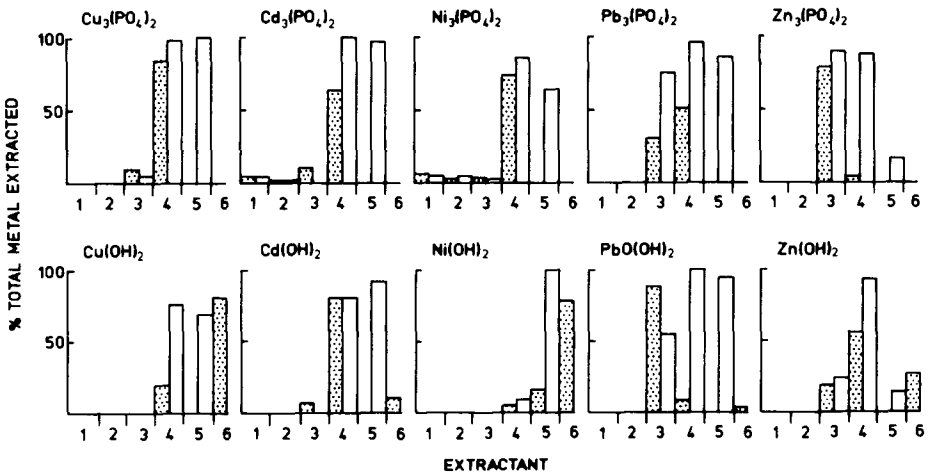 Cu₃(PO₄)₂ Cd₃(PO₄)₂ Ni₃(PO₄)₂ Pb₃(PO₄)₂ Zn₃(PO₄)₂
100
50
1 2 3 4 5 6 1 2 3 4 5 6 1 2 3 4 5 6 1 2 3 4 5 6 1 2 3 4 5 6
% TOTAL METAL EXTRACTED
Cu(OH)₂ Cd(OH)₂ Ni(OH)₂ PbO(OH)₂ Zn(OH)₂
100
50
1 2 3 4 5 6 1 2 3 4 5 6 1 2 3 4 5 6 1 2 3 4 5 6 1 2 3 4 5 6
EXTRACTANT